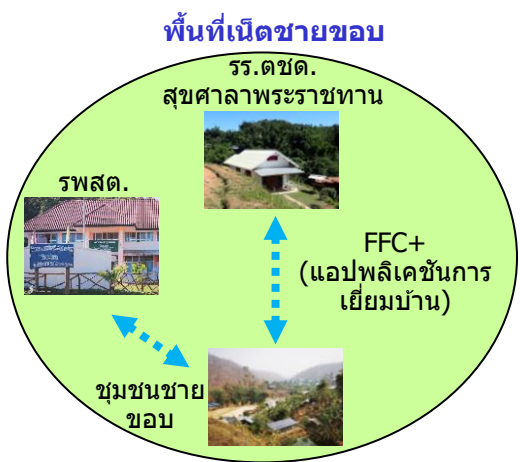 พื้นที่เน็ตชายขอบ
รร.ตชด.
สุขศาลาพระราชทาน
รพสต.
FFC+
(แอปพลิเคชันการ
เยี่ยมบ้าน)
ชุมชนชาย
ขอบ